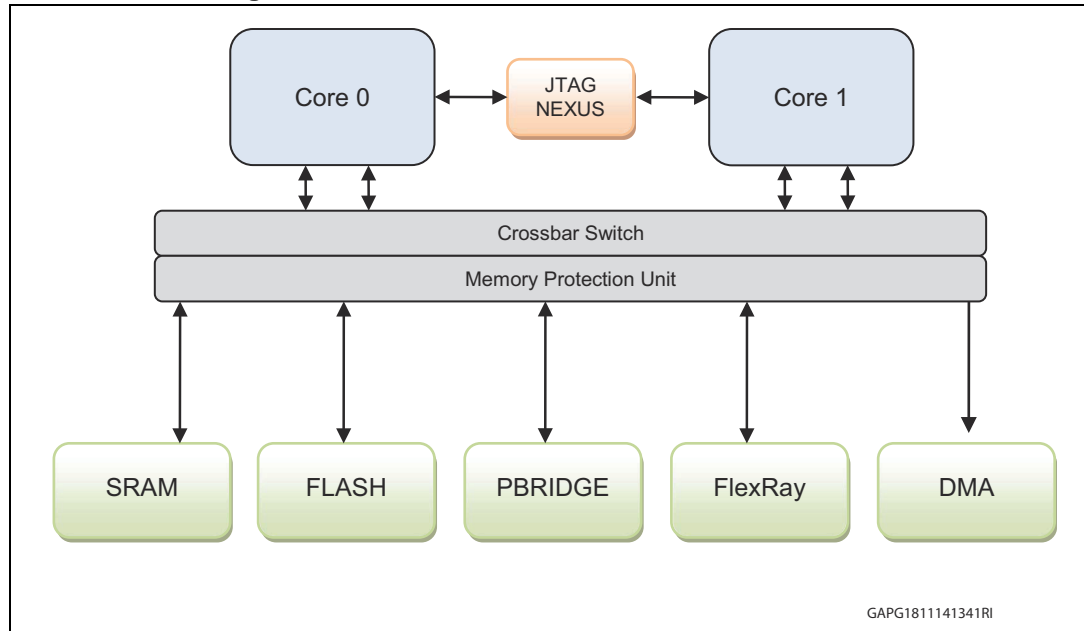 Core 0
JTAG
NEXUS
Core 1
Crossbar Switch
Memory Protection Unit
SRAM
FLASH
PBRIDGE
FlexRay
DMA
GAPG1811141341RI